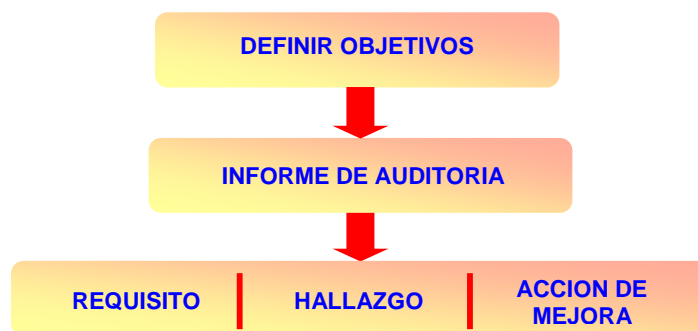 DEFINIR OBJETIVOS
INFORME DE AUDITORIA
REQUISITO
HALLAZGO
ACCION DE
MEJORA